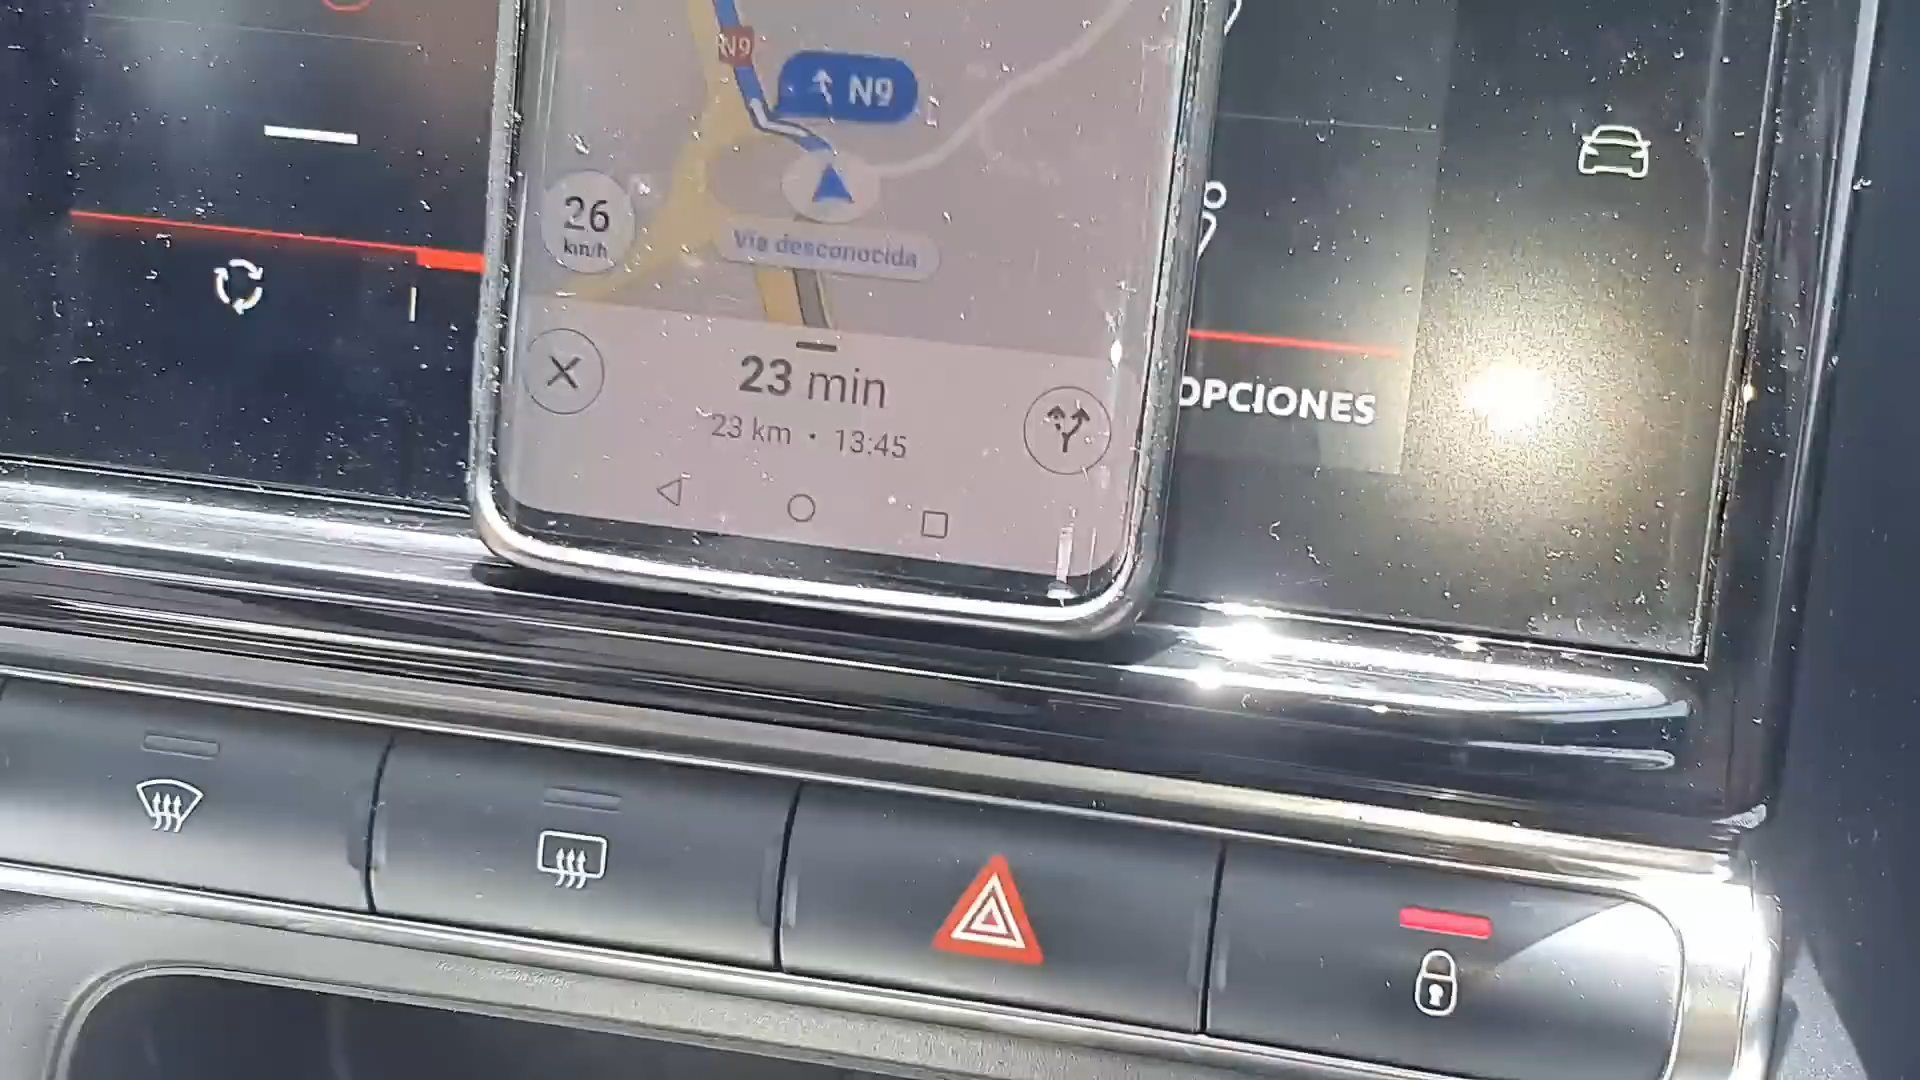 N9
N9
26
km/h
Vía desconocida
23 min
23 km • 13:45
OPCIONES